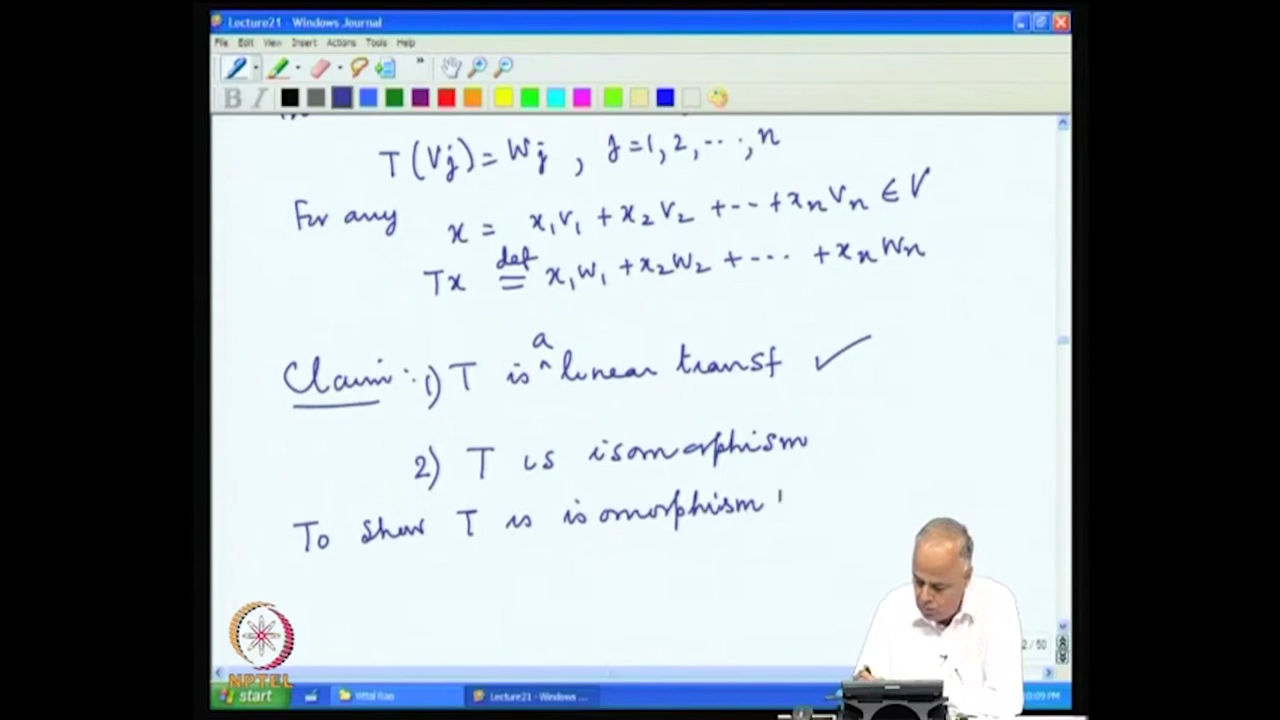 Lecture21 - Windows Journal
File Edit View Insert Actions Tools Help
B I
T(vj) = wj , j=1,2,...,n
For any x = x₁v₁ + x₂v₂ +---+xₙvₙ ∈ V
Tx def= x₁w₁ + x₂w₂ + ---- + xₙwₙ
Claim: 1) T is ^a linear transf ✓
2) T is isomorphism
To show T is isomorphism
NPTEL
start Vittal Rao Lecture21 - Windows ...